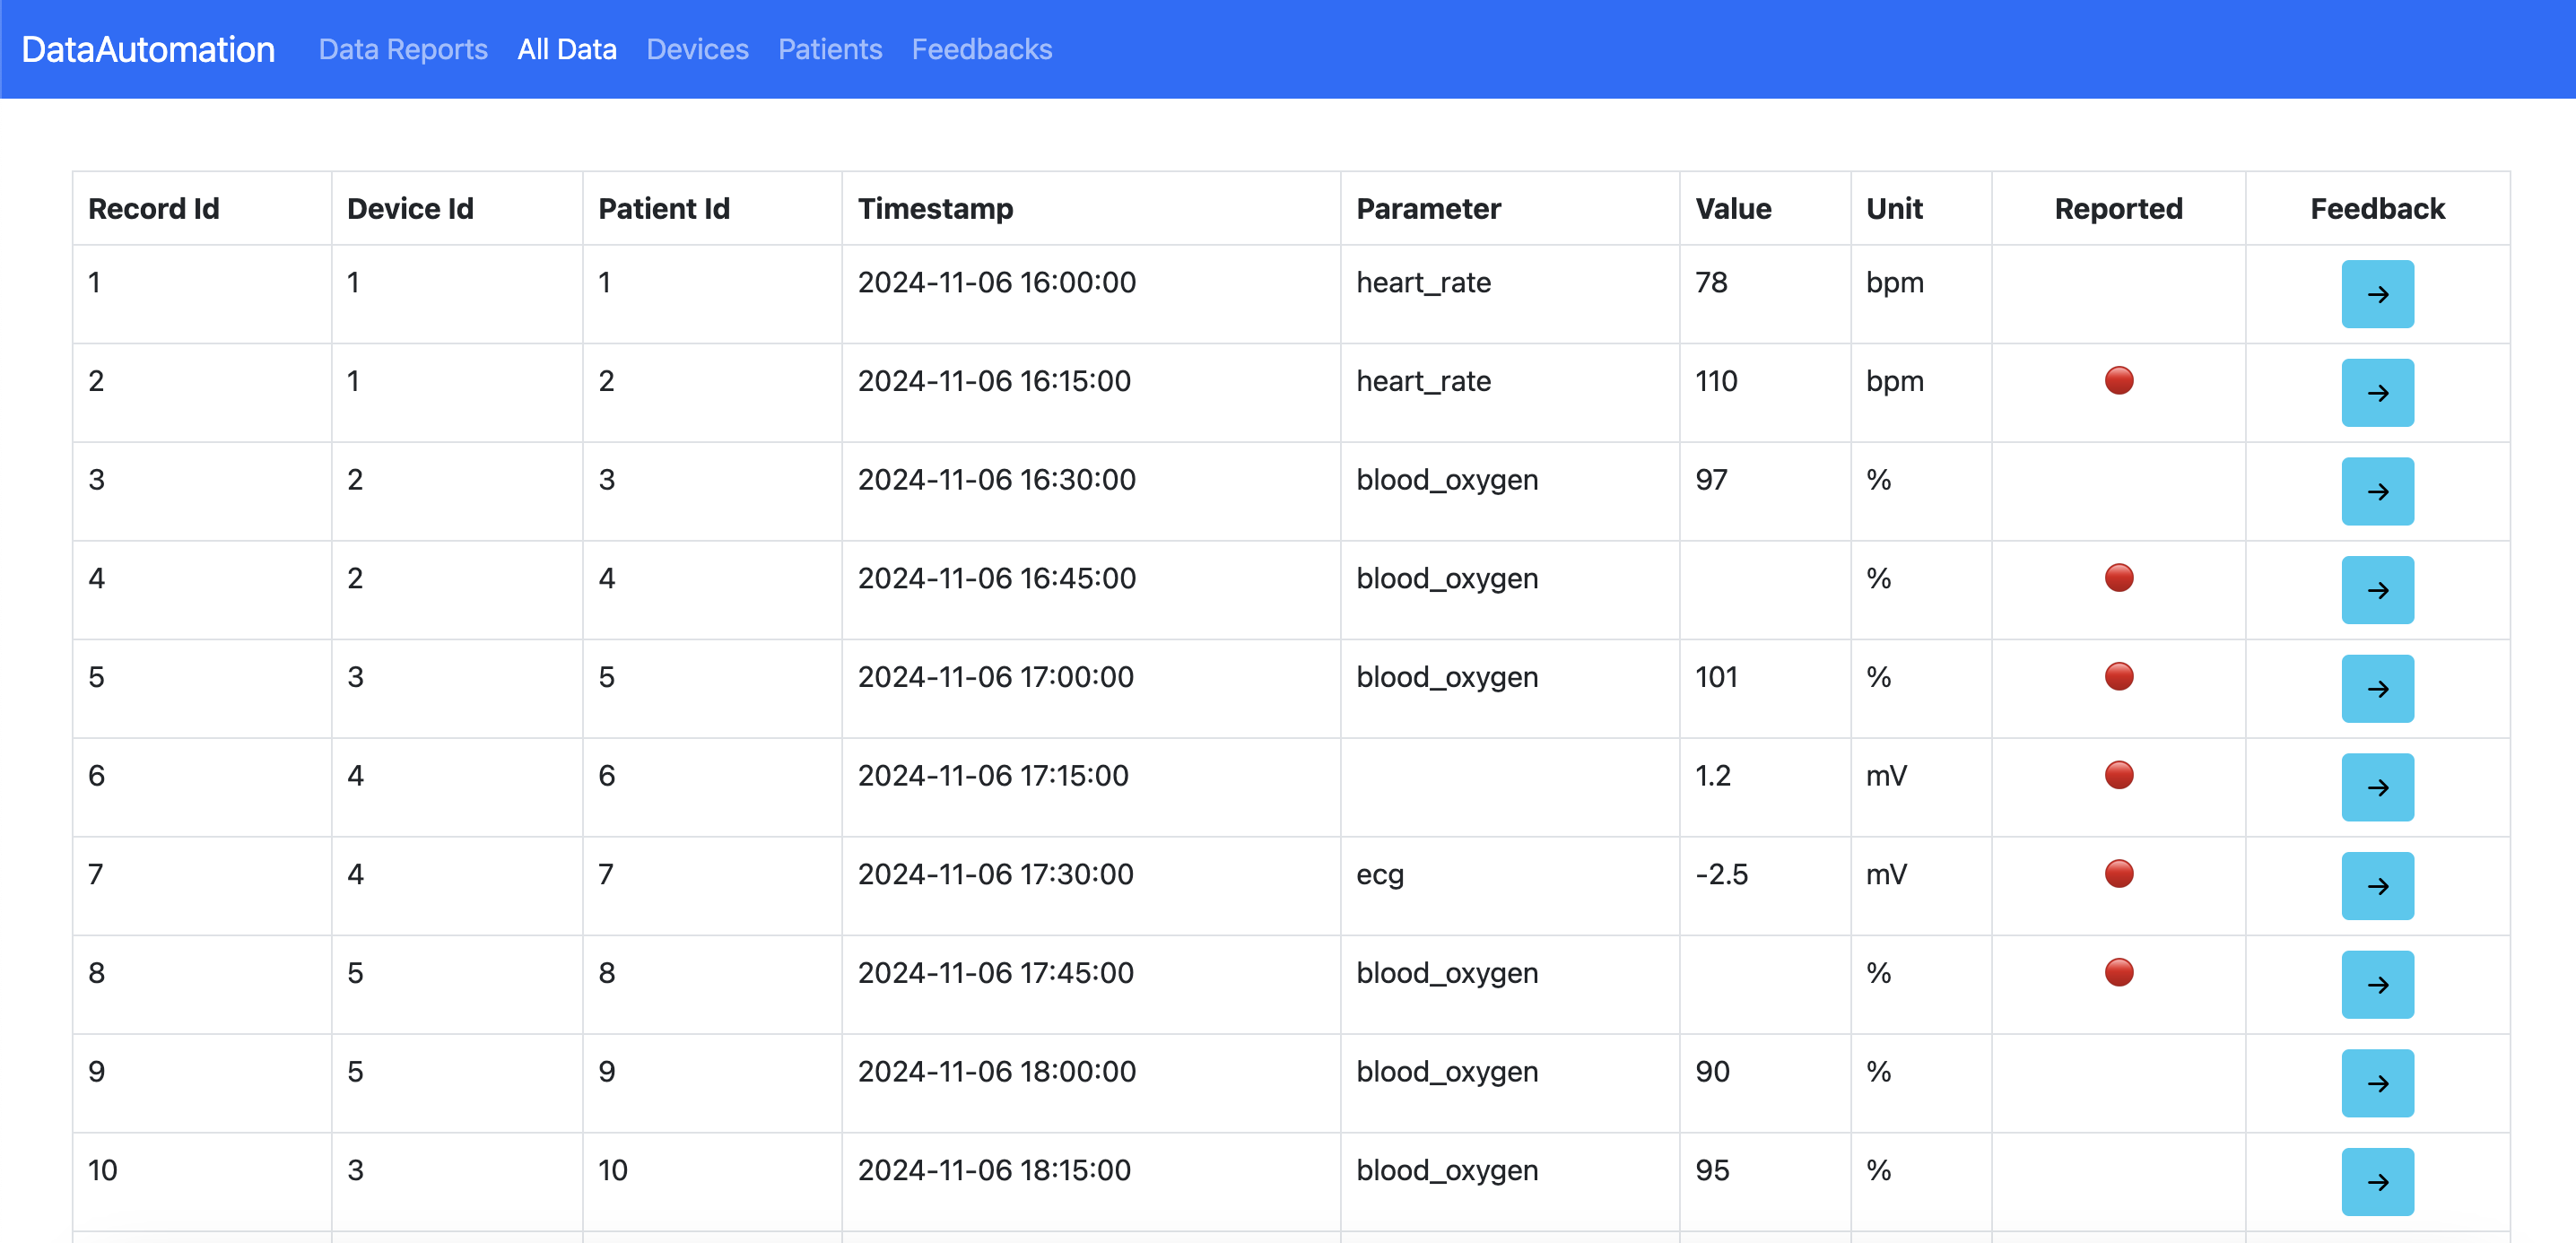 DataAutomation Data Reports All Data Devices Patients Feedbacks
Record Id Device Id Patient Id Timestamp Parameter Value Unit Reported Feedback
1 1 1 2024-11-06 16:00:00 heart_rate 78 bpm →
2 1 2 2024-11-06 16:15:00 heart_rate 110 bpm →
3 2 3 2024-11-06 16:30:00 blood_oxygen 97 % →
4 2 4 2024-11-06 16:45:00 blood_oxygen % →
5 3 5 2024-11-06 17:00:00 blood_oxygen 101 % →
6 4 6 2024-11-06 17:15:00 1.2 mV →
7 4 7 2024-11-06 17:30:00 ecg -2.5 mV →
8 5 8 2024-11-06 17:45:00 blood_oxygen % →
9 5 9 2024-11-06 18:00:00 blood_oxygen 90 % →
10 3 10 2024-11-06 18:15:00 blood_oxygen 95 % →